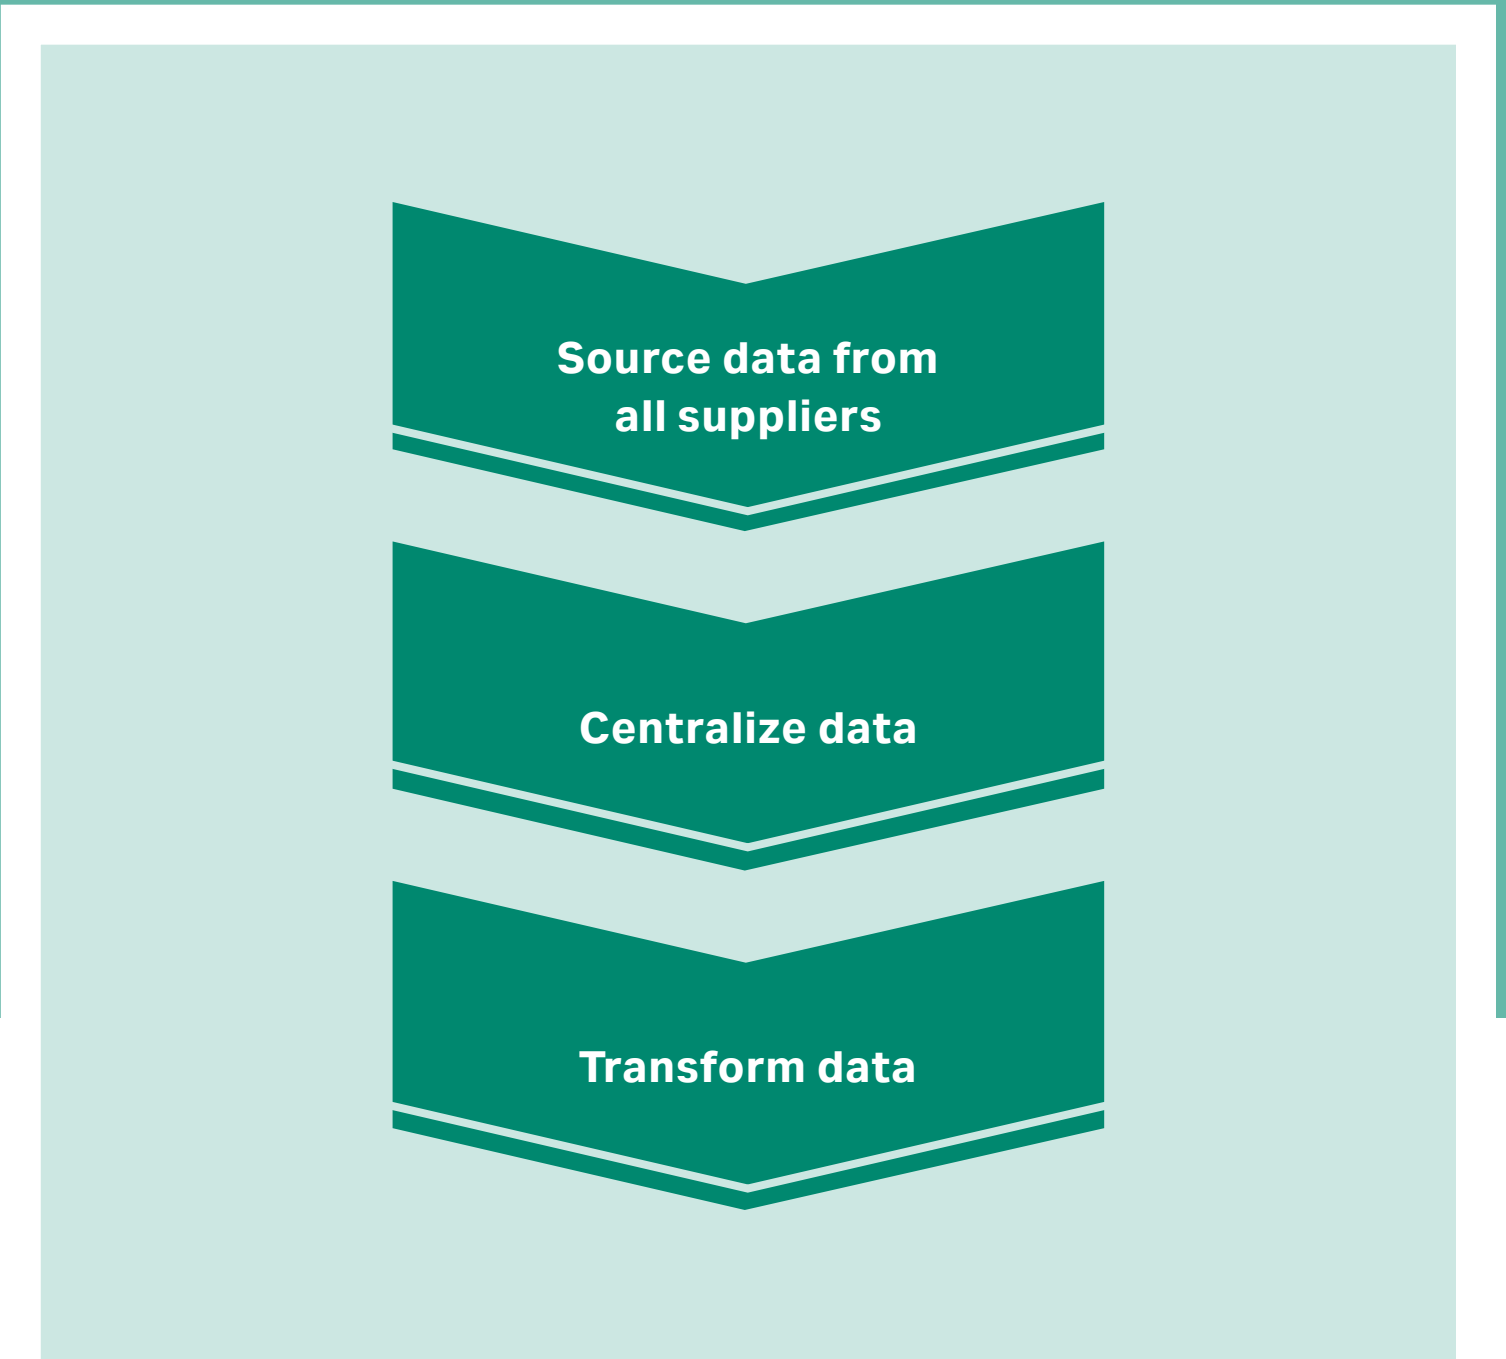 Source data from
all suppliers
Centralize data
Transform data